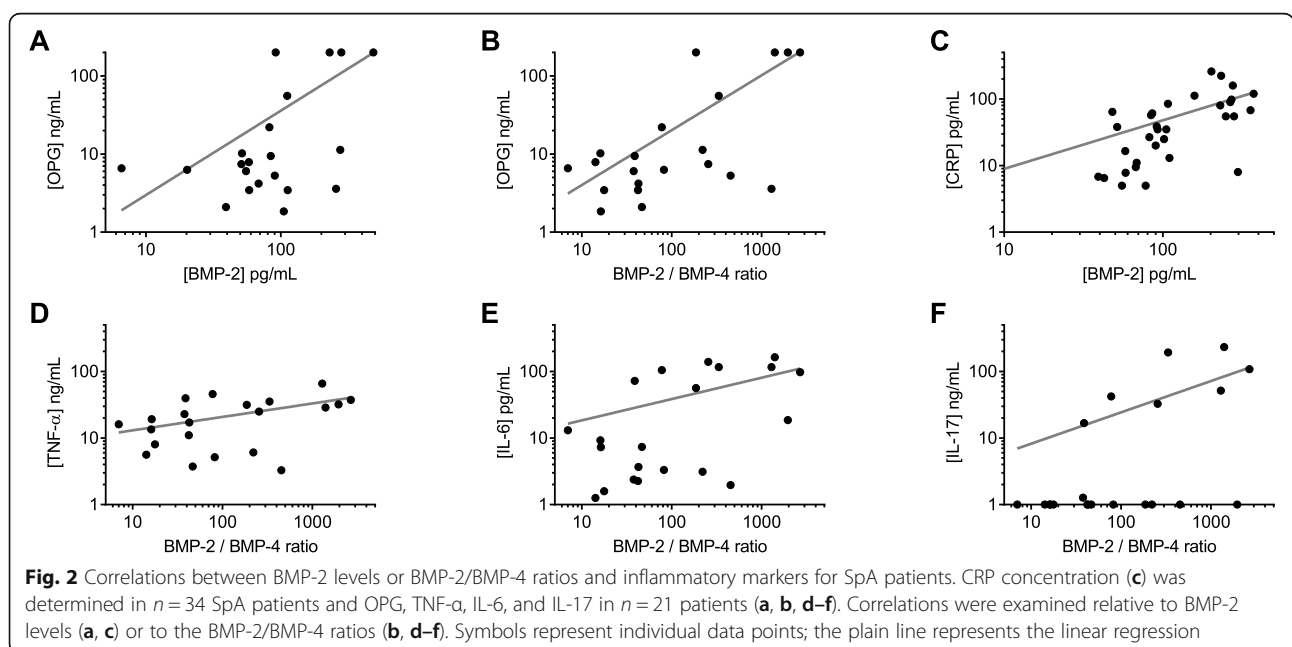 A
B
C
[OPG] ng/mL
100
10
1
10
100
[BMP-2] pg/mL
[OPG] ng/mL
100
10
1
10
100
1000
BMP-2 / BMP-4 ratio
[CRP] pg/mL
100
10
1
10
100
[BMP-2] pg/mL
D
E
F
[TNF-α] ng/mL
100
10
1
10
100
1000
BMP-2 / BMP-4 ratio
[IL-6] pg/mL
100
10
1
10
100
1000
BMP-2 / BMP-4 ratio
[IL-17] ng/mL
100
10
1
10
100
1000
BMP-2 / BMP-4 ratio
Fig. 2 Correlations between BMP-2 levels or BMP-2/BMP-4 ratios and inflammatory markers for SpA patients. CRP concentration (c) was
determined in n = 34 SpA patients and OPG, TNF-α, IL-6, and IL-17 in n = 21 patients (a, b, d–f). Correlations were examined relative to BMP-2
levels (a, c) or to the BMP-2/BMP-4 ratios (b, d–f). Symbols represent individual data points; the plain line represents the linear regression